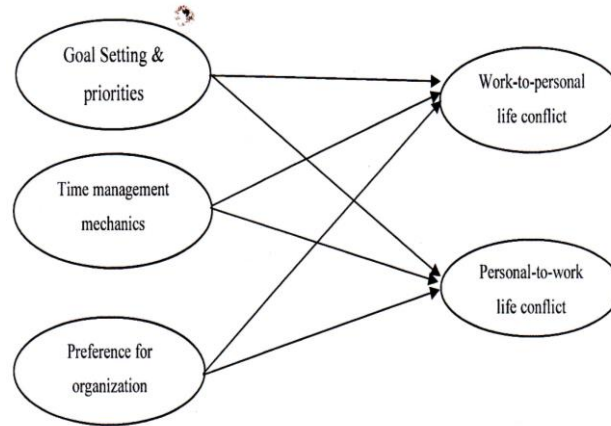 Goal Setting &
priorities
Work-to-personal
life conflict
Time management
mechanics
Personal-to-work
life conflict
Preference for
organization